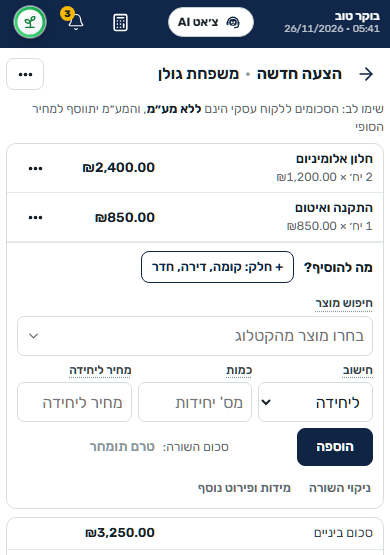 בוקר טוב
05:41 • 26/11/2026
צ׳אט AI
3
הצעה חדשה • משפחת גולן
שימו לב: הסכומים ללקוח עסקי הינם ללא מע״מ, והמע״מ יתווסף למחיר
הסופי
חלון אלומיניום
2 יח׳ × ₪1,200.00
₪2,400.00
התקנה ואיטום
1 יח׳ × ₪850.00
₪850.00
מה להוסיף?
+ חלק: קומה, דירה, חדר
חיפוש מוצר
בחרו מוצר מהקטלוג
חישוב
כמות
מחיר ליחידה
ליחידה
מס' יחידות
מחיר ליחידה
הוספה
סכום השורה: טרם תומחר
ניקוי השורה
מידות ופירוט נוסף
סכום ביניים
₪3,250.00